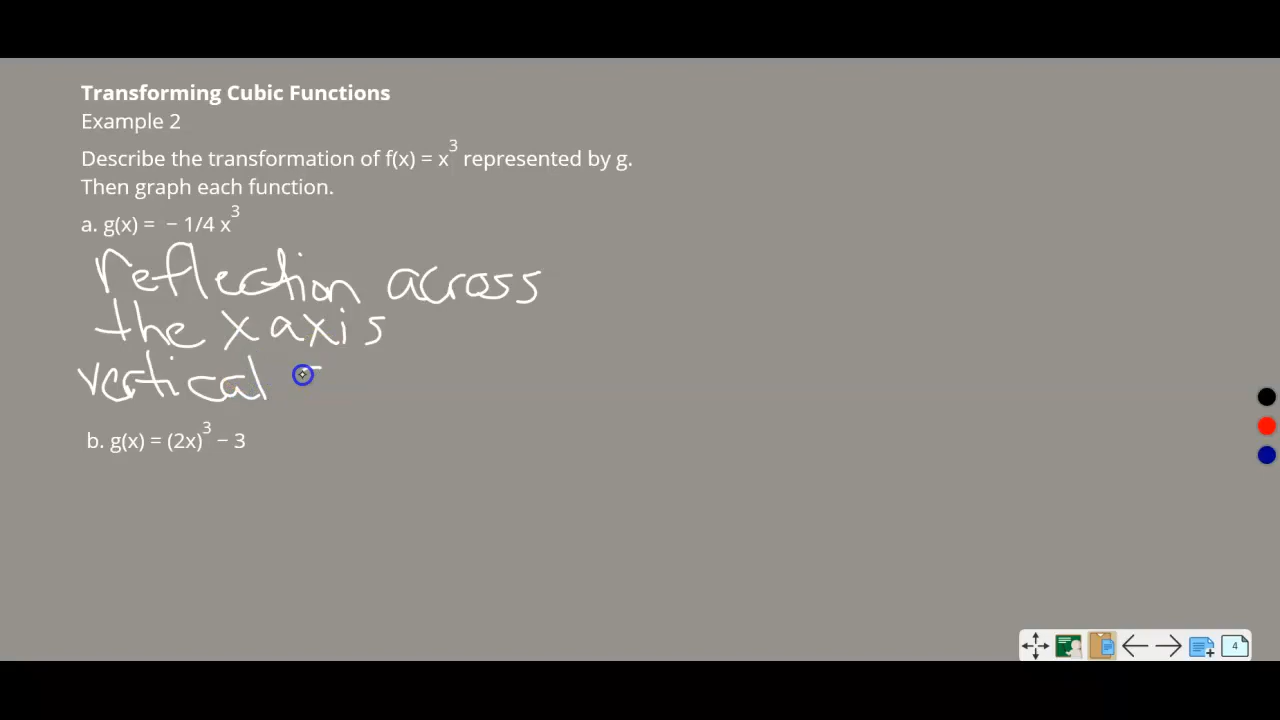 Transforming Cubic Functions
Example 2
Describe the transformation of f(x) = x³ represented by g.
Then graph each function.
a. g(x) = − 1/4 x³
reflection across
the x axis
vertical
b. g(x) = (2x)³ − 3
4